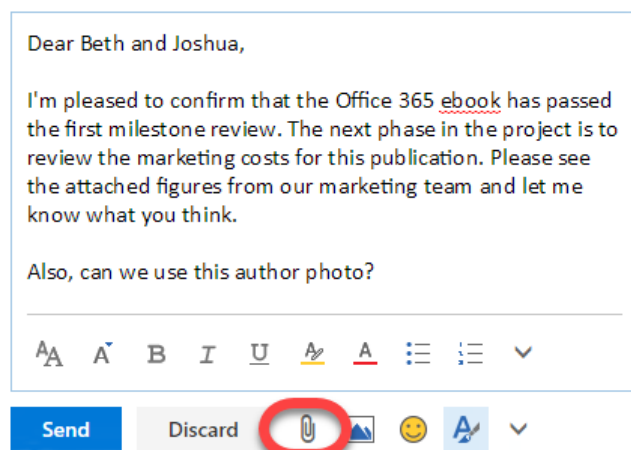 Dear Beth and Joshua,
I'm pleased to confirm that the Office 365 ebook has passed
the first milestone review. The next phase in the project is to
review the marketing costs for this publication. Please see
the attached figures from our marketing team and let me
know what you think.
Also, can we use this author photo?
AA A B I U A A
Send Discard A